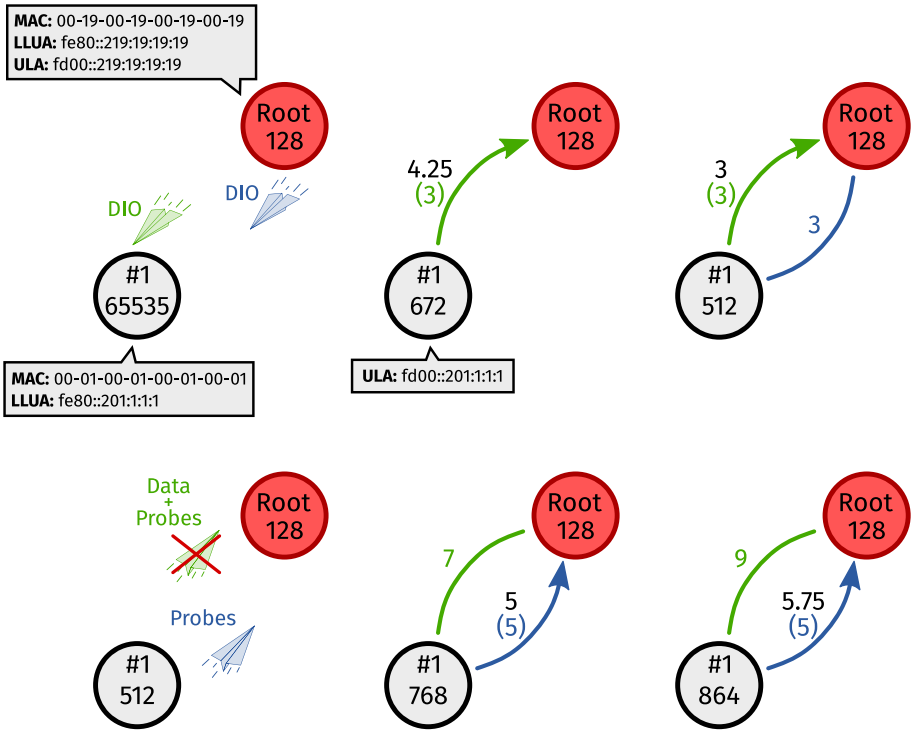 MAC: 00-19-00-19-00-19-00-19
LLUA: fe80::219:19:19:19
ULA: fd00::219:19:19:19
Root
128
DIO
DIO
#1
65535
MAC: 00-01-00-01-00-01-00-01
LLUA: fe80::201:1:1:1
Root
128
4.25
(3)
#1
672
ULA: fd00::201:1:1:1
Root
128
3
(3)
3
#1
512
Data
+
Probes
Root
128
Probes
#1
512
Root
128
7
5
(5)
#1
768
Root
128
9
5.75
(5)
#1
864